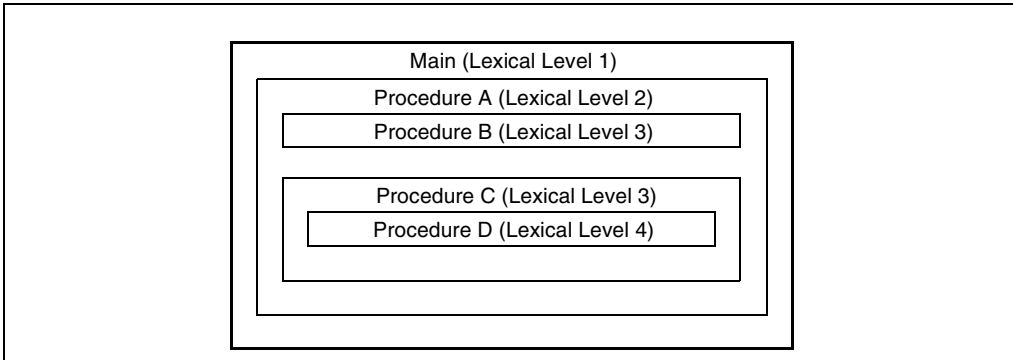 Main (Lexical Level 1)
Procedure A (Lexical Level 2)
Procedure B (Lexical Level 3)
Procedure C (Lexical Level 3)
Procedure D (Lexical Level 4)